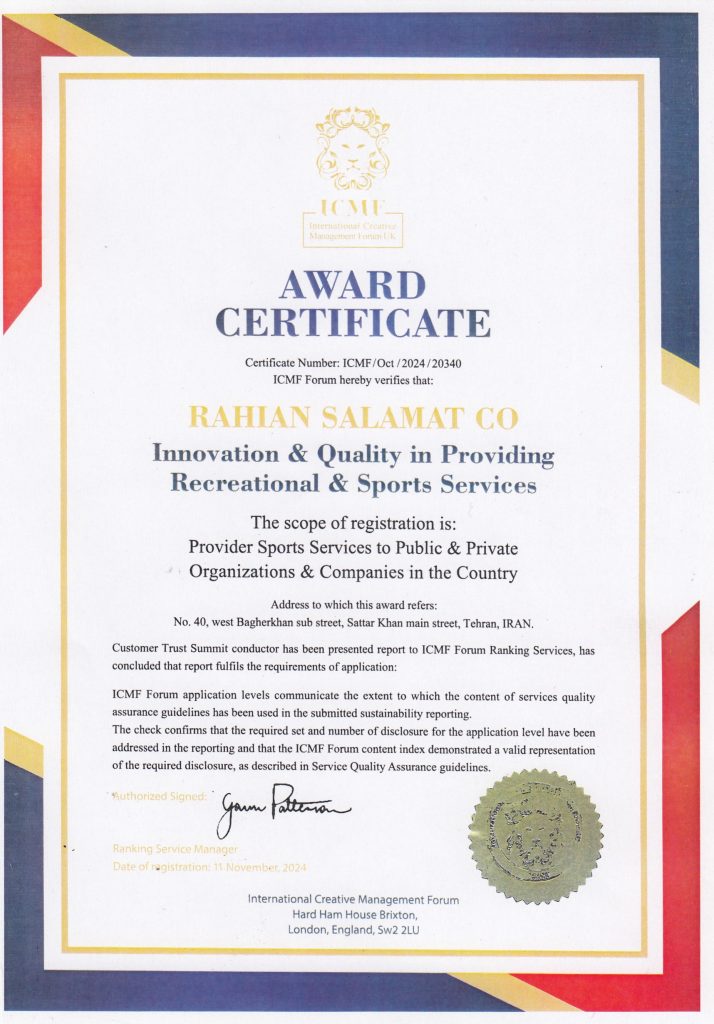 ICMF
International Creative
Management Forum-UK
AWARD
CERTIFICATE
Certificate Number: ICMF/Oct/2024/20340
ICMF Forum hereby verifies that:
RAHIAN SALAMAT CO
Innovation & Quality in Providing
Recreational & Sports Services
The scope of registration is:
Provider Sports Services to Public & Private
Organizations & Companies in the Country
Address to which this award refers:
No. 40, west Bagherkhan sub street, Sattar Khan main street, Tehran, IRAN.
Customer Trust Summit conductor has been presented report to ICMF Forum Ranking Services, has
concluded that report fulfils the requirements of application:
ICMF Forum application levels communicate the extent to which the content of services quality
assurance guidelines has been used in the submitted sustainability reporting.
The check confirms that the required set and number of disclosure for the application level have been
addressed in the reporting and that the ICMF Forum content index demonstrated a valid representation
of the required disclosure, as described in Service Quality Assurance guidelines.
Authorized Signed:
Patterson
Ranking Service Manager
Date of registration: 11 November, 2024
International Creative Management Forum
Hard Ham House Brixton,
London, England, Sw2 2LU